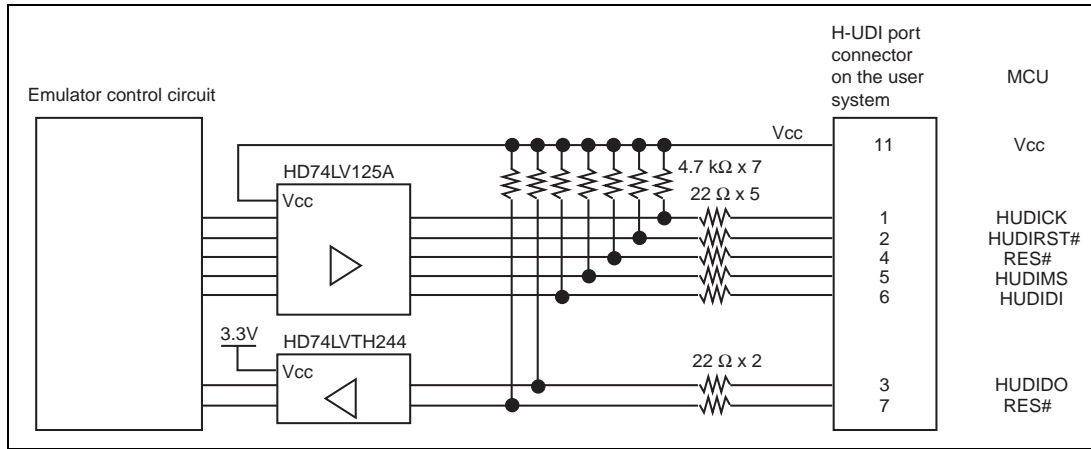 H-UDI port
connector
on the user
system
MCU
Emulator control circuit
Vcc
11
Vcc
HD74LV125A
4.7 kΩ x 7
Vcc
22 Ω x 5
1
HUDICK
2
HUDIRST#
4
RES#
5
HUDIMS
6
HUDIDI
3.3V
HD74LVTH244
Vcc
22 Ω x 2
3
HUDIDO
7
RES#